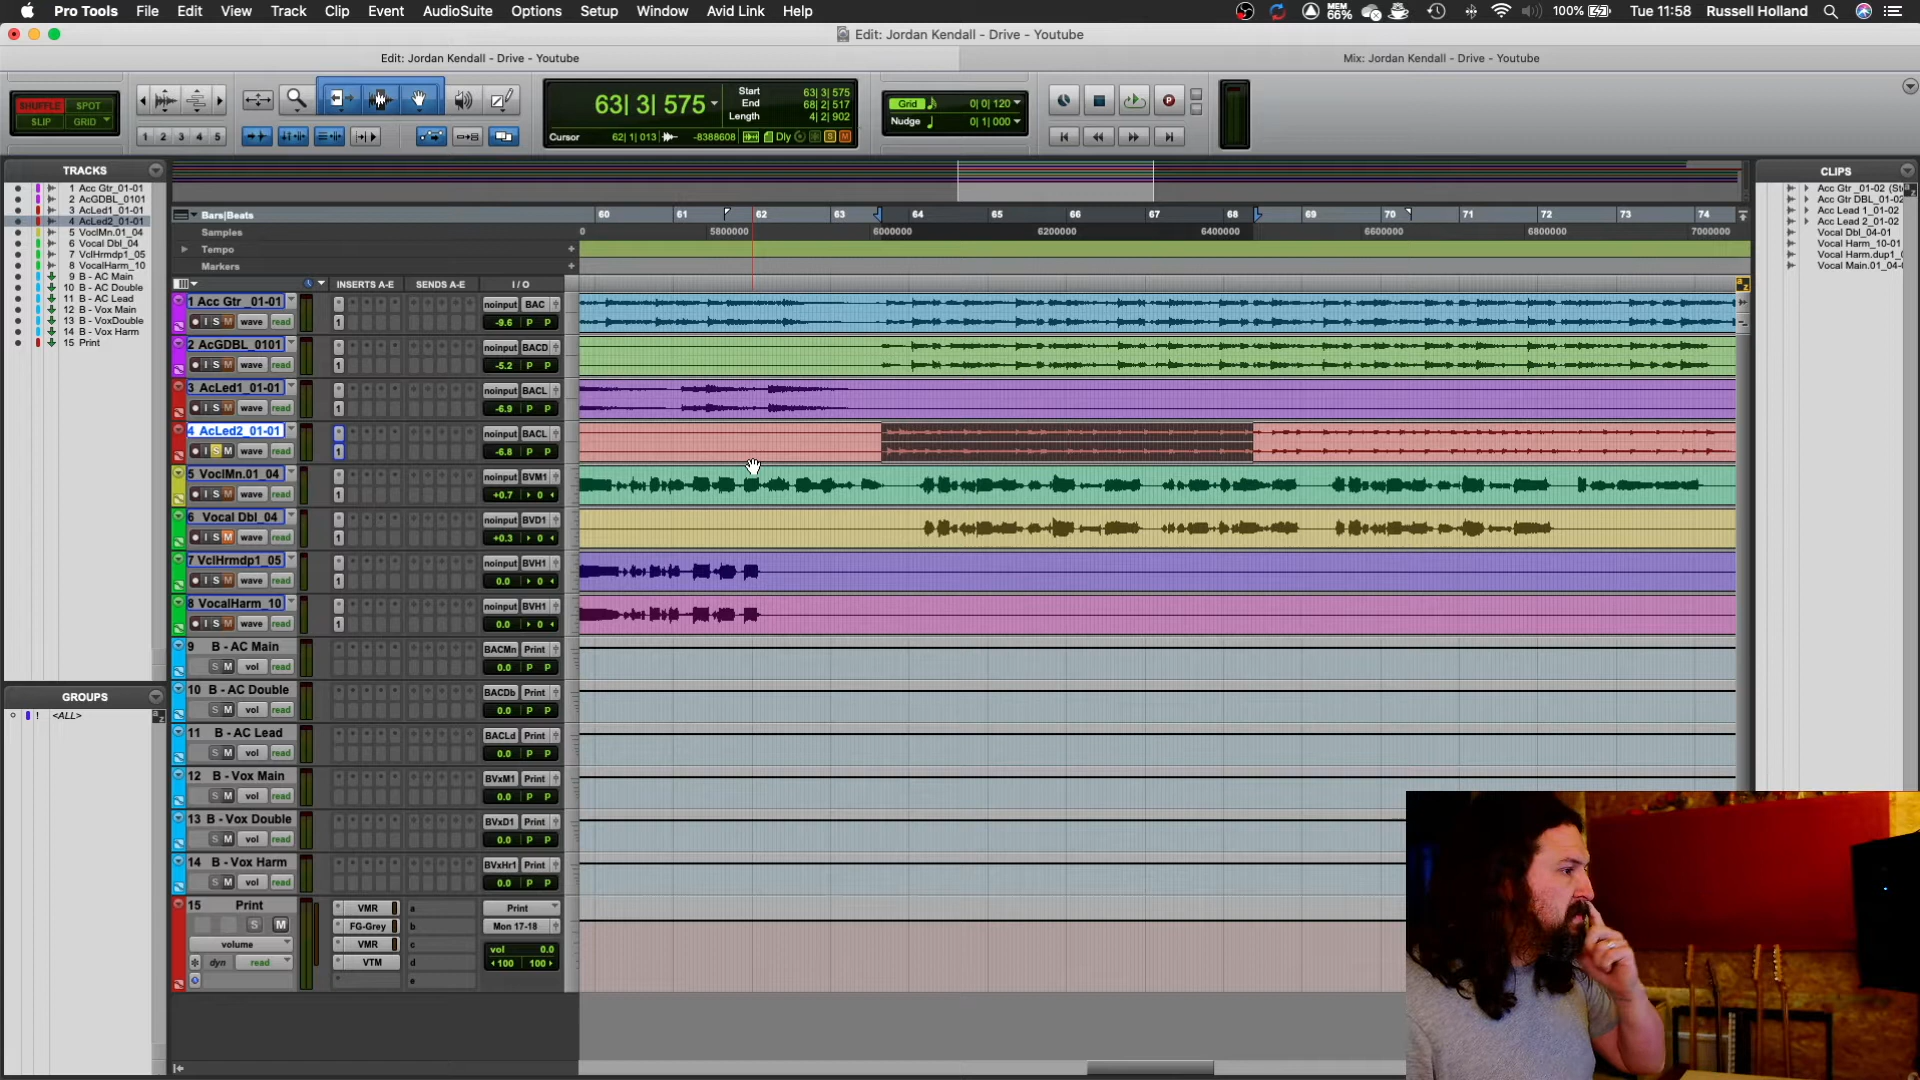 Pro Tools File Edit View Track Clip Event AudioSuite Options Setup Window Avid Link Help MEM 66% 100% Tue 11:58 Russell Holland
Edit: Jordan Kendall - Drive - Youtube
Edit: Jordan Kendall - Drive - Youtube Mix: Jordan Kendall - Drive - Youtube
SHUFFLE SPOT
SLIP GRID
1 2 3 4 5
63| 3| 575
Start 63| 3| 575
End 68| 2| 517
Length 4| 2| 902
Cursor 62| 1| 013 -8388608 Dly S M
Grid 0| 0| 120
Nudge 0| 1| 000
TRACKS
1 Acc Gtr_01-01
2 AcGDBL_0101
3 AcLed1_01-01
4 AcLed2_01-01
5 VoclMn.01_04
6 Vocal Dbl_04
7 VclHrmdp1_05
8 VocalHarm_10
9 B - AC Main
10 B - AC Double
11 B - AC Lead
12 B - Vox Main
13 B - VoxDouble
14 B - Vox Harm
15 Print
GROUPS
! <ALL>
Bars|Beats 60 61 62 63 64 65 66 67 68 69 70 71 72 73 74
Samples 0 5800000 6000000 6200000 6400000 6600000 6800000 7000000
Tempo
Markers
INSERTS A-E SENDS A-E I / O
1 Acc Gtr _01-01 noinput BAC
I S M wave read 1 -9.6 P P
2 AcGDBL_0101 noinput BACD
I S M wave read 1 -5.2 P P
3 AcLed1_01-01 noinput BACL
I S M wave read 1 -6.9 P P
4 AcLed2_01-01 noinput BACL
I S M wave read 1 -6.8 P P
5 VoclMn.01_04 noinput BVM1
I S M wave read 1 +0.7 0
6 Vocal Dbl_04 noinput BVD1
I S M wave read 1 +0.3 0
7 VclHrmdp1_05 noinput BVH1
I S M wave read 1 0.0 0
8 VocalHarm_10 noinput BVH1
I S M wave read 1 0.0 0
9 B - AC Main BACMn Print
S M vol read 0.0 P P
10 B - AC Double BACDb Print
S M vol read 0.0 P P
11 B - AC Lead BACLd Print
S M vol read 0.0 P P
12 B - Vox Main BVxM1 Print
S M vol read 0.0 P P
13 B - Vox Double BVxD1 Print
S M vol read 0.0 P P
14 B - Vox Harm BVxHr1 Print
S M vol read 0.0 P P
15 Print VMR a Print
S M FG-Grey b Mon 17-18
volume VMR c vol 0.0
dyn read VTM d 100 100
e
CLIPS
Acc Gtr _01-02 (St
Acc Gtr DBL_01-02
Acc Lead 1_01-02
Acc Lead 2_01-02
Vocal Dbl_04-01
Vocal Harm_10-01
Vocal Harm.dup1_0
Vocal Main.01_04-